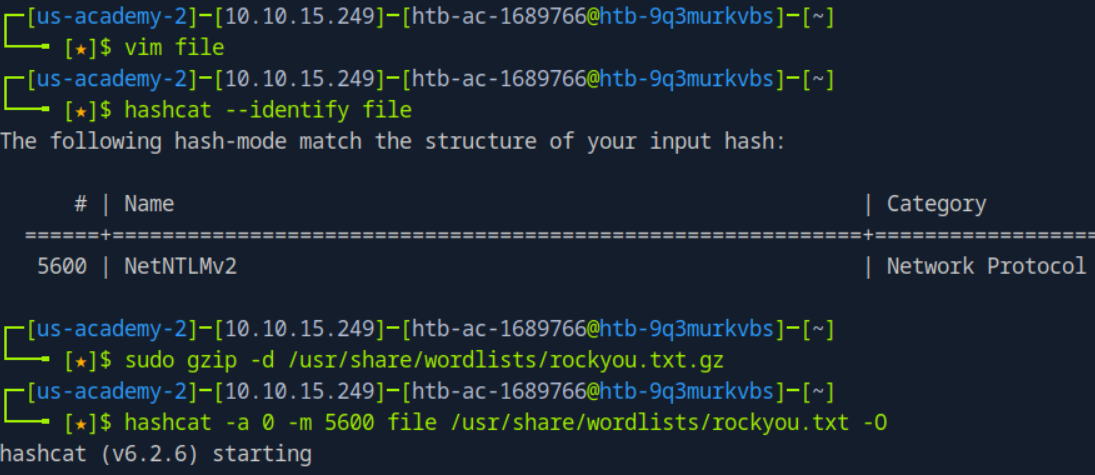 [us-academy-2]-[10.10.15.249]-[htb-ac-1689766@htb-9q3murkvbs]-[~]
[★]$ vim file
[us-academy-2]-[10.10.15.249]-[htb-ac-1689766@htb-9q3murkvbs]-[~]
[★]$ hashcat --identify file
The following hash-mode match the structure of your input hash:
# | Name | Category
======+============================================================+==================
5600 | NetNTLMv2 | Network Protocol
[us-academy-2]-[10.10.15.249]-[htb-ac-1689766@htb-9q3murkvbs]-[~]
[★]$ sudo gzip -d /usr/share/wordlists/rockyou.txt.gz
[us-academy-2]-[10.10.15.249]-[htb-ac-1689766@htb-9q3murkvbs]-[~]
[★]$ hashcat -a 0 -m 5600 file /usr/share/wordlists/rockyou.txt -O
hashcat (v6.2.6) starting